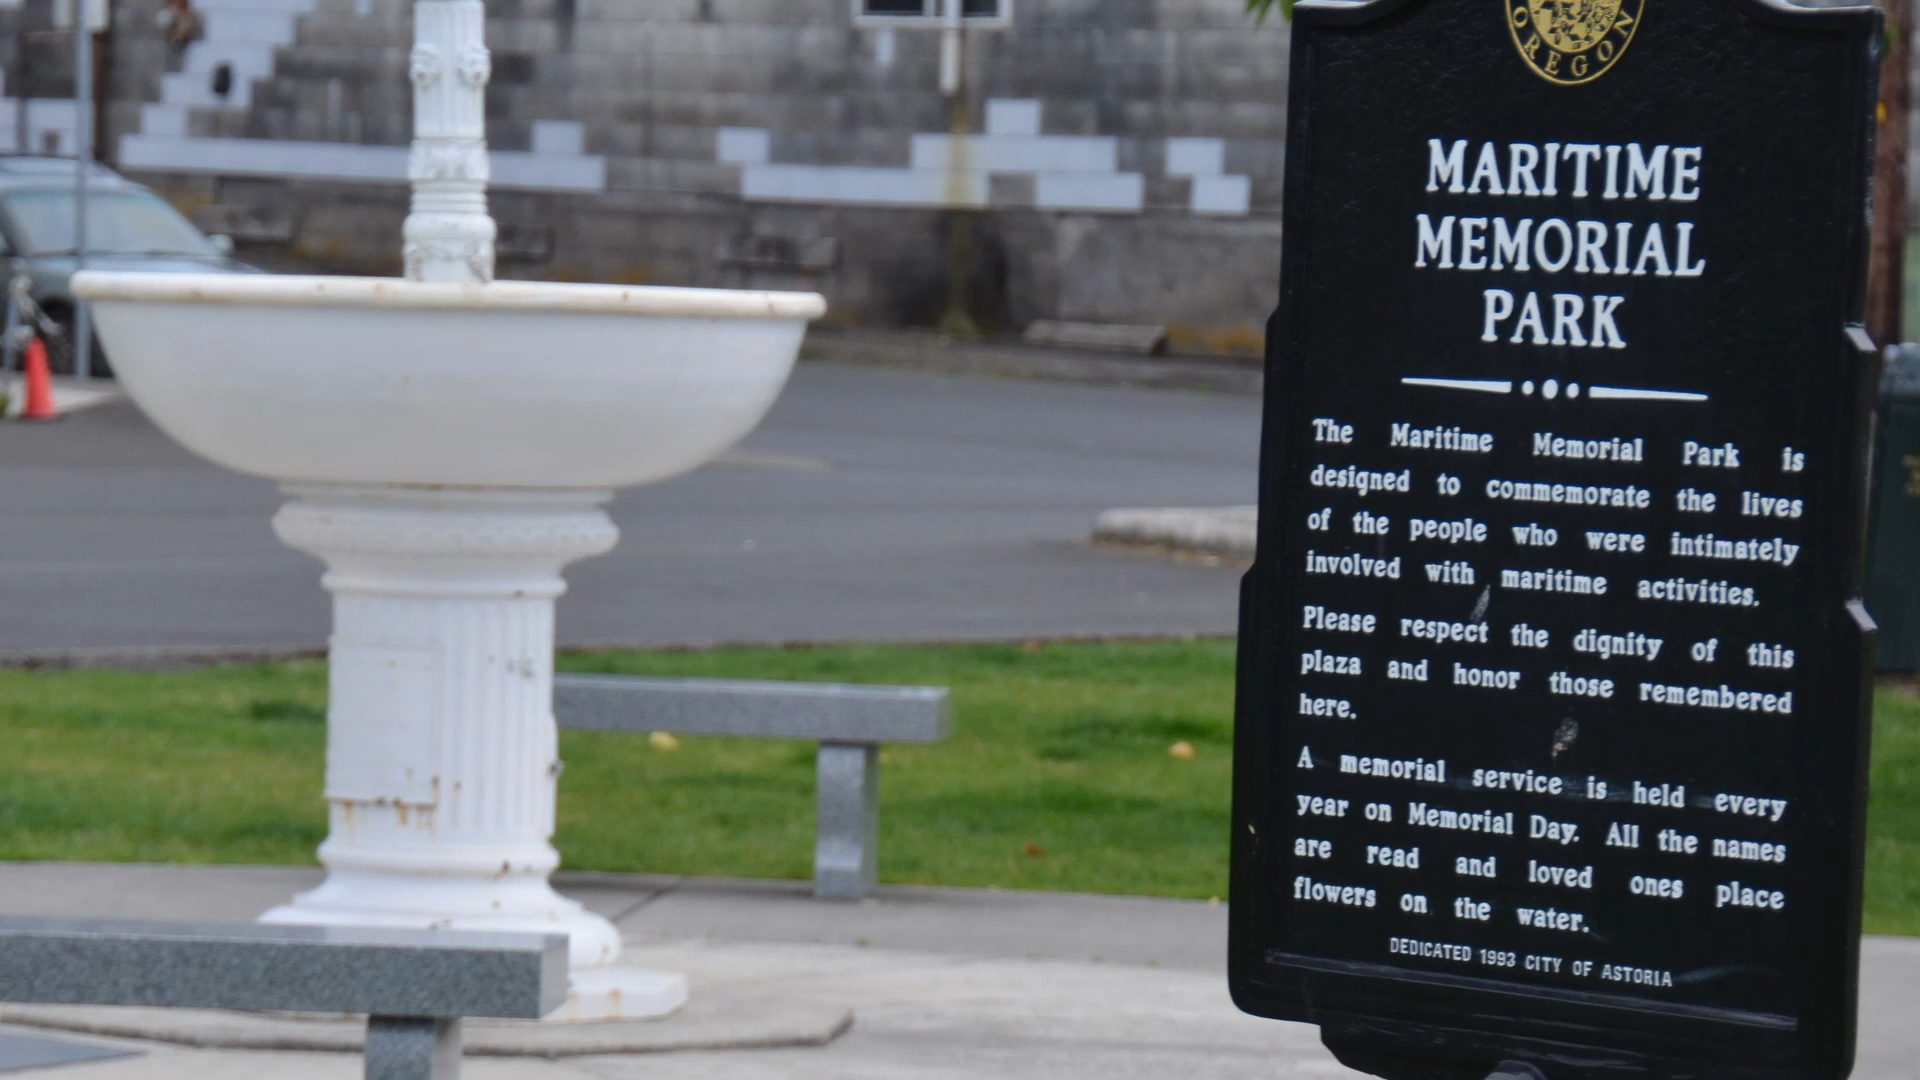 OREGON
MARITIME
MEMORIAL
PARK
The Maritime Memorial Park is
designed to commemorate the lives
of the people who were intimately
involved with maritime activities.
Please respect the dignity of this
plaza and honor those remembered
here.
A memorial service is held every
year on Memorial Day. All the names
are read and loved ones place
flowers on the water.
DEDICATED 1993 CITY OF ASTORIA